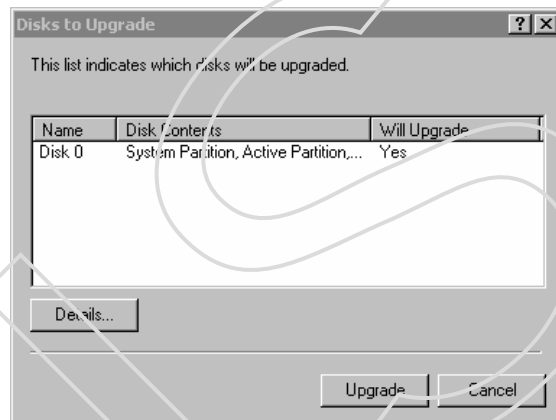 Disks to Upgrade
This list indicates which disks will be upgraded.
Name Disk Contents Will Upgrade
Disk 0 System Partition, Active Partition,... Yes
Details...
Upgrade Cancel